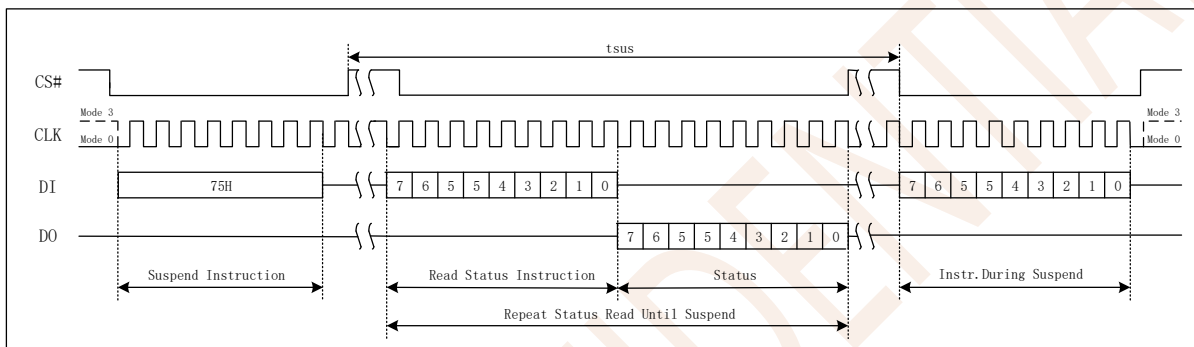 tsus
CS#
Mode 3
CLK
Mode 0
Mode 3
Mode 0
DI
75H
7 6 5 5 4 3 2 1 0
7 6 5 5 4 3 2 1 0
DO
7 6 5 5 4 3 2 1 0
Suspend Instruction
Read Status Instruction
Status
Instr.During Suspend
Repeat Status Read Until Suspend